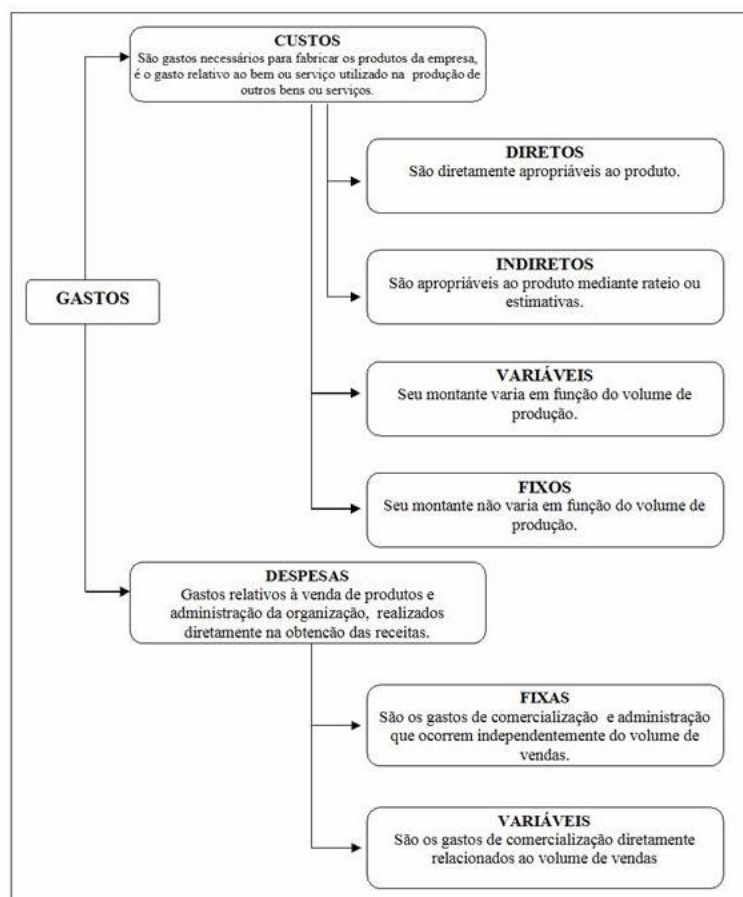 CUSTOS
São gastos necessários para fabricar os produtos da empresa,
é o gasto relativo ao bem ou serviço utilizado na produção de
outros bens ou serviços.
DIRETOS
São diretamente apropriáveis ao produto.
INDIRETOS
São apropriáveis ao produto mediante rateio ou
estimativas.
GASTOS
VARIÁVEIS
Seu montante varia em função do volume de
produção.
FIXOS
Seu montante não varia em função do volume de
produção.
DESPESAS
Gastos relativos à venda de produtos e
administração da organização, realizados
diretamente na obtenção das receitas.
FIXAS
São os gastos de comercialização e administração
que ocorrem independentemente do volume de
vendas.
VARIÁVEIS
São os gastos de comercialização diretamente
relacionados ao volume de vendas